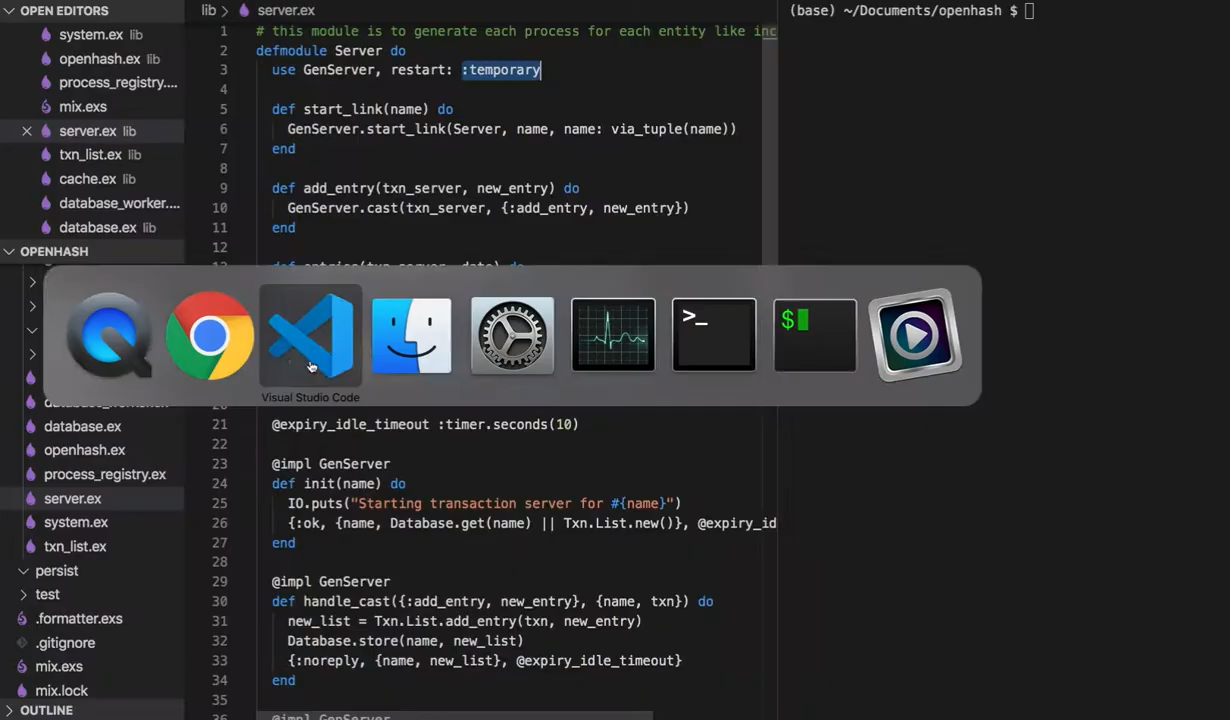 OPEN EDITORS
system.ex lib
openhash.ex lib
process_registry....
mix.exs
server.ex lib
txn_list.ex lib
cache.ex lib
database_worker....
database.ex lib
OPENHASH
database.ex
openhash.ex
process_registry.ex
server.ex
system.ex
txn_list.ex
persist
test
.formatter.exs
.gitignore
mix.exs
mix.lock
OUTLINE
lib > server.ex
1 # this module is to generate each process for each entity like inc
2 defmodule Server do
3 use GenServer, restart: :temporary
4
5 def start_link(name) do
6 GenServer.start_link(Server, name, name: via_tuple(name))
7 end
8
9 def add_entry(txn_server, new_entry) do
10 GenServer.cast(txn_server, {:add_entry, new_entry})
11 end
12
Visual Studio Code
21 @expiry_idle_timeout :timer.seconds(10)
22
23 @impl GenServer
24 def init(name) do
25 IO.puts("Starting transaction server for #{name}")
26 {:ok, {name, Database.get(name) || Txn.List.new()}, @expiry_id
27 end
28
29 @impl GenServer
30 def handle_cast({:add_entry, new_entry}, {name, txn}) do
31 new_list = Txn.List.add_entry(txn, new_entry)
32 Database.store(name, new_list)
33 {:noreply, {name, new_list}, @expiry_idle_timeout}
34 end
35
36 @impl GenServer
(base) ~/Documents/openhash $
>_
$